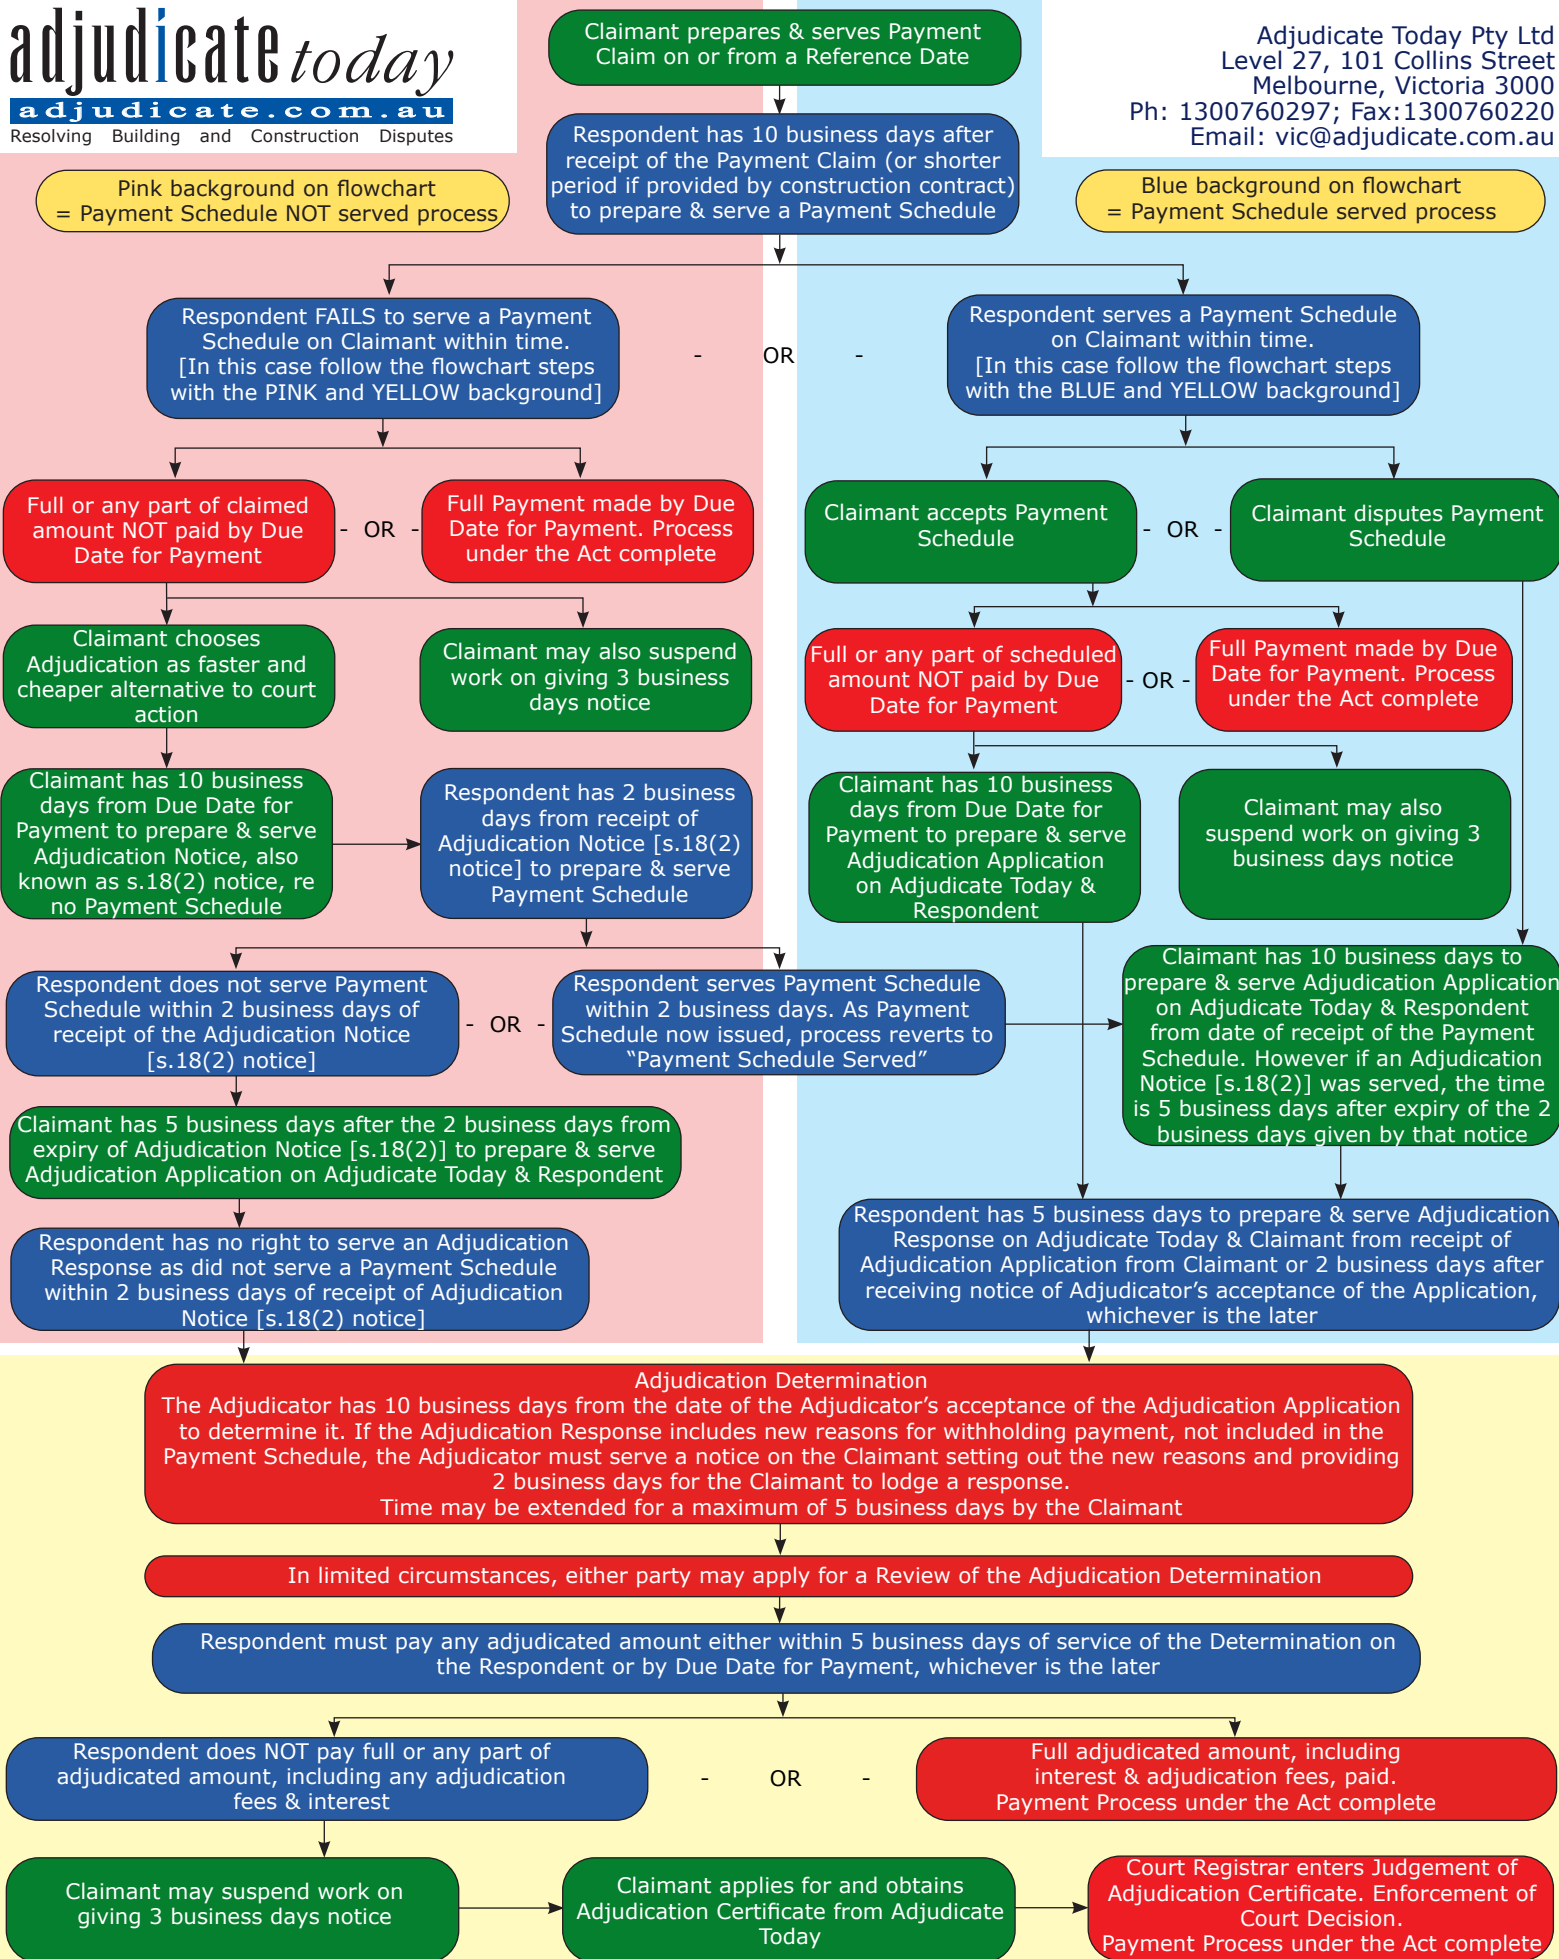 adjudicate today
adjudicate.com.au
Resolving Building and Construction Disputes
Claimant prepares & serves Payment
Claim on or from a Reference Date
Adjudicate Today Pty Ltd
Level 27, 101 Collins Street
Melbourne, Victoria 3000
Ph: 1300760297; Fax:1300760220
Email: vic@adjudicate.com.au
Respondent has 10 business days after
receipt of the Payment Claim (or shorter
period if provided by construction contract)
to prepare & serve a Payment Schedule
Pink background on flowchart
= Payment Schedule NOT served process
Blue background on flowchart
= Payment Schedule served process
Respondent FAILS to serve a Payment
Schedule on Claimant within time.
[In this case follow the flowchart steps
with the PINK and YELLOW background]
- OR -
Respondent serves a Payment Schedule
on Claimant within time.
[In this case follow the flowchart steps
with the BLUE and YELLOW background]
Full or any part of claimed
amount NOT paid by Due
Date for Payment
- OR -
Full Payment made by Due
Date for Payment. Process
under the Act complete
Claimant accepts Payment
Schedule
- OR -
Claimant disputes Payment
Schedule
Claimant chooses
Adjudication as faster and
cheaper alternative to court
action
Claimant may also suspend
work on giving 3 business
days notice
Full or any part of scheduled
amount NOT paid by Due
Date for Payment
- OR -
Full Payment made by Due
Date for Payment. Process
under the Act complete
Claimant has 10 business
days from Due Date for
Payment to prepare & serve
Adjudication Notice, also
known as s.18(2) notice, re
no Payment Schedule
Respondent has 2 business
days from receipt of
Adjudication Notice [s.18(2)
notice] to prepare & serve
Payment Schedule
Claimant has 10 business
days from Due Date for
Payment to prepare & serve
Adjudication Application
on Adjudicate Today &
Respondent
Claimant may also
suspend work on giving 3
business days notice
Respondent does not serve Payment
Schedule within 2 business days of
receipt of the Adjudication Notice
[s.18(2) notice]
- OR -
Respondent serves Payment Schedule
within 2 business days. As Payment
Schedule now issued, process reverts to
“Payment Schedule Served”
Claimant has 10 business days to
prepare & serve Adjudication Application
on Adjudicate Today & Respondent
from date of receipt of the Payment
Schedule. However if an Adjudication
Notice [s.18(2)] was served, the time
is 5 business days after expiry of the 2
business days given by that notice
Claimant has 5 business days after the 2 business days from
expiry of Adjudication Notice [s.18(2)] to prepare & serve
Adjudication Application on Adjudicate Today & Respondent
Respondent has no right to serve an Adjudication
Response as did not serve a Payment Schedule
within 2 business days of receipt of Adjudication
Notice [s.18(2) notice]
Respondent has 5 business days to prepare & serve Adjudication
Response on Adjudicate Today & Claimant from receipt of
Adjudication Application from Claimant or 2 business days after
receiving notice of Adjudicator’s acceptance of the Application,
whichever is the later
Adjudication Determination
The Adjudicator has 10 business days from the date of the Adjudicator’s acceptance of the Adjudication Application
to determine it. If the Adjudication Response includes new reasons for withholding payment, not included in the
Payment Schedule, the Adjudicator must serve a notice on the Claimant setting out the new reasons and providing
2 business days for the Claimant to lodge a response.
Time may be extended for a maximum of 5 business days by the Claimant
In limited circumstances, either party may apply for a Review of the Adjudication Determination
Respondent must pay any adjudicated amount either within 5 business days of service of the Determination on
the Respondent or by Due Date for Payment, whichever is the later
Respondent does NOT pay full or any part of
adjudicated amount, including any adjudication
fees & interest
- OR -
Full adjudicated amount, including
interest & adjudication fees, paid.
Payment Process under the Act complete
Claimant may suspend work on
giving 3 business days notice
Claimant applies for and obtains
Adjudication Certificate from Adjudicate
Today
Court Registrar enters Judgement of
Adjudication Certificate. Enforcement of
Court Decision.
Payment Process under the Act complete